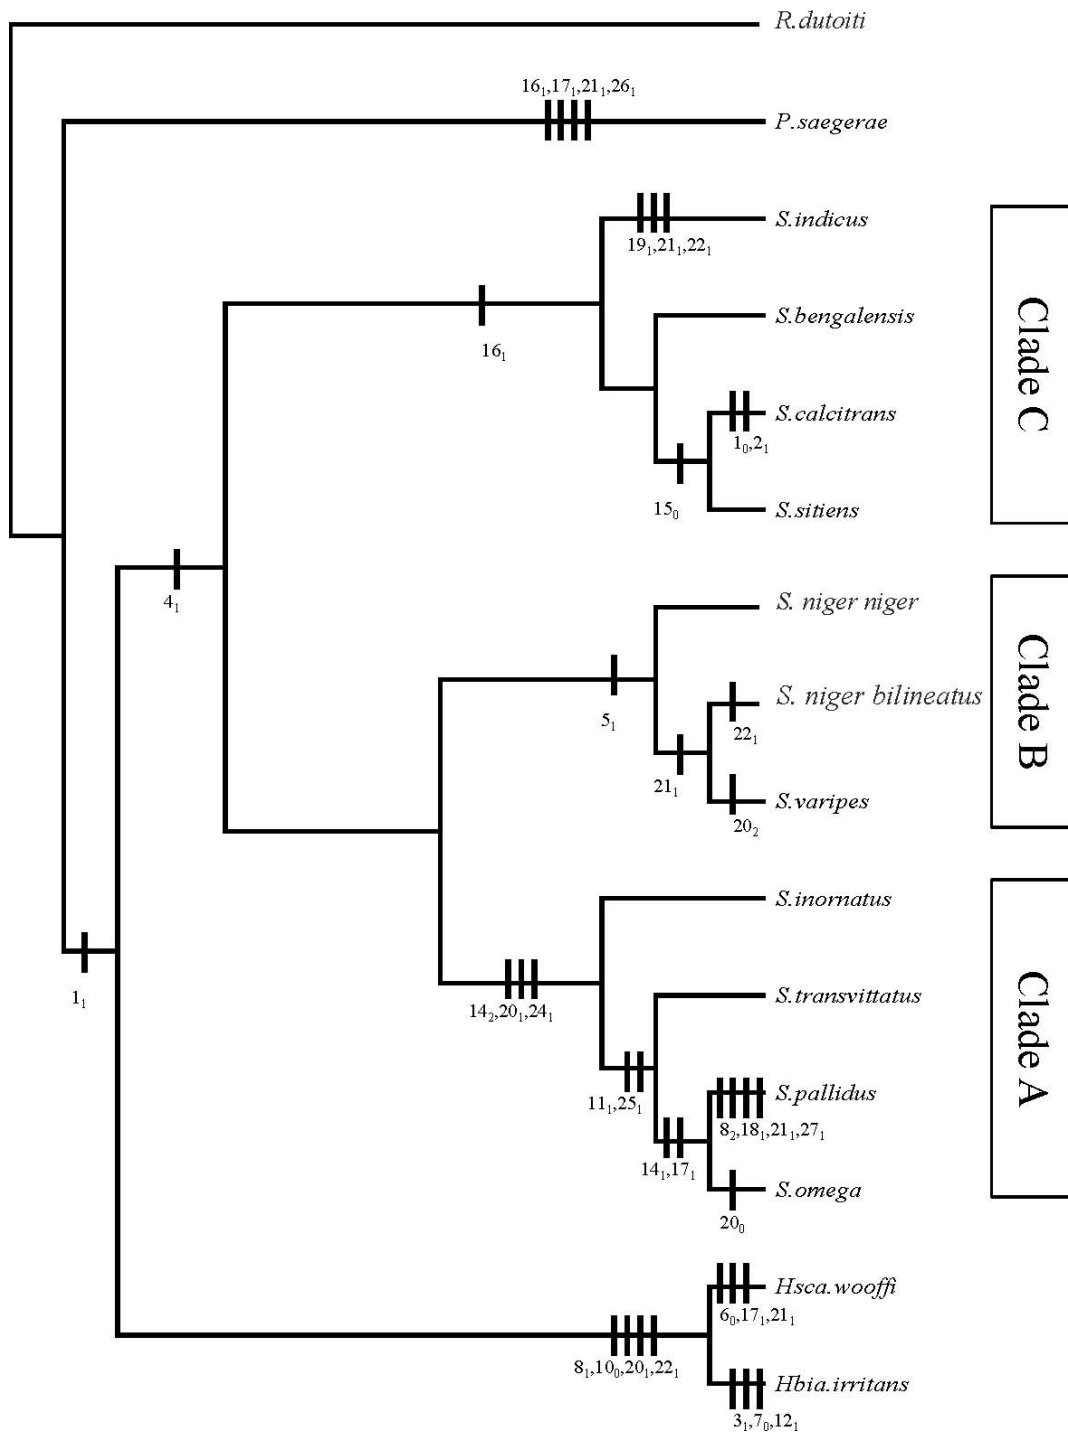 R.dutoiti
16₁,17₁,21₁,26₁
P.saegerae
S.indicus
19₁,21₁,22₁
S.bengalensis
16₁
Clade C
S.calcitrans
1₀,2₁
15₀
S.sitiens
4₁
S. niger niger
5₁
S. niger bilineatus
22₁
Clade B
21₁
S.varipes
20₂
S.inornatus
14₂,20₁,24₁
S.transvittatus
1₁
Clade A
11₁,25₁
S.pallidus
8₂,18₁,21₁,27₁
14₁,17₁
S.omega
20₀
Hsca.wooffi
6₀,17₁,21₁
8₁,10₀,20₁,22₁
Hbia.irritans
3₁,7₀,12₁